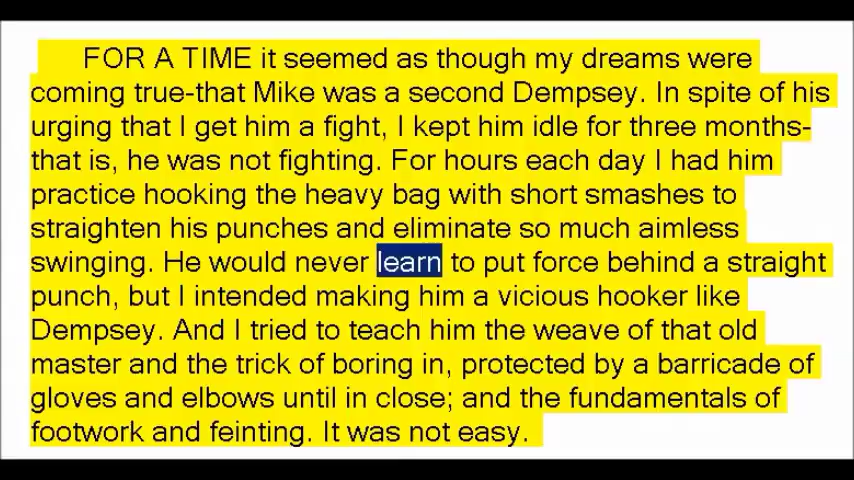 FOR A TIME it seemed as though my dreams were
coming true-that Mike was a second Dempsey. In spite of his
urging that I get him a fight, I kept him idle for three months-
that is, he was not fighting. For hours each day I had him
practice hooking the heavy bag with short smashes to
straighten his punches and eliminate so much aimless
swinging. He would never learn to put force behind a straight
punch, but I intended making him a vicious hooker like
Dempsey. And I tried to teach him the weave of that old
master and the trick of boring in, protected by a barricade of
gloves and elbows until in close; and the fundamentals of
footwork and feinting. It was not easy.